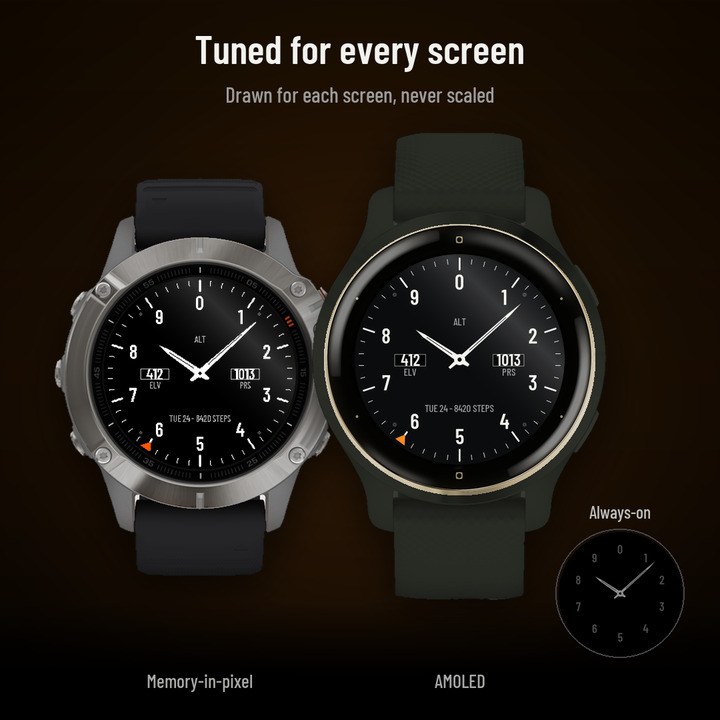 Tuned for every screen
Drawn for each screen, never scaled
0
1
2
3
4
5
6
7
8
9
ALT
412
ELV
1013
PRS
TUE 24 - 8420 STEPS
0
1
2
3
4
5
6
7
8
9
ALT
412
ELV
1013
PRS
TUE 24 - 8420 STEPS
Always-on
0
1
2
3
4
5
6
7
8
9
Memory-in-pixel
AMOLED